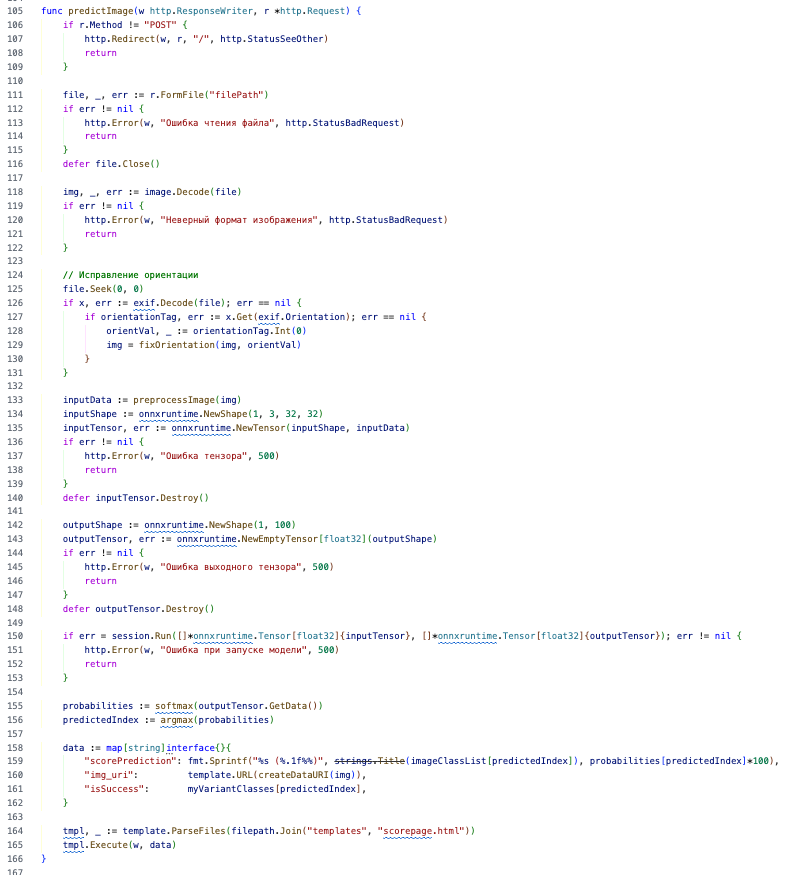 105 func predictImage(w http.ResponseWriter, r *http.Request) {
106     if r.Method != "POST" {
107         http.Redirect(w, r, "/", http.StatusSeeOther)
108         return
109     }
110
111     file, _, err := r.FormFile("filePath")
112     if err != nil {
113         http.Error(w, "Ошибка чтения файла", http.StatusBadRequest)
114         return
115     }
116     defer file.Close()
117
118     img, _, err := image.Decode(file)
119     if err != nil {
120         http.Error(w, "Неверный формат изображения", http.StatusBadRequest)
121         return
122     }
123
124     // Исправление ориентации
125     file.Seek(0, 0)
126     if x, err := exif.Decode(file); err == nil {
127         if orientationTag, err := x.Get(exif.Orientation); err == nil {
128             orientVal, _ := orientationTag.Int(0)
129             img = fixOrientation(img, orientVal)
130         }
131     }
132
133     inputData := preprocessImage(img)
134     inputShape := onnxruntime.NewShape(1, 3, 32, 32)
135     inputTensor, err := onnxruntime.NewTensor(inputShape, inputData)
136     if err != nil {
137         http.Error(w, "Ошибка тензора", 500)
138         return
139     }
140     defer inputTensor.Destroy()
141
142     outputShape := onnxruntime.NewShape(1, 100)
143     outputTensor, err := onnxruntime.NewEmptyTensor[float32](outputShape)
144     if err != nil {
145         http.Error(w, "Ошибка выходного тензора", 500)
146         return
147     }
148     defer outputTensor.Destroy()
149
150     if err = session.Run([]*onnxruntime.Tensor[float32]{inputTensor}, []*onnxruntime.Tensor[float32]{outputTensor}); err != nil {
151         http.Error(w, "Ошибка при запуске модели", 500)
152         return
153     }
154
155     probabilities := softmax(outputTensor.GetData())
156     predictedIndex := argmax(probabilities)
157
158     data := map[string]interface{}{
159         "scorePrediction": fmt.Sprintf("%s (%.1f%%)", strings.Title(imageClassList[predictedIndex]), probabilities[predictedIndex]*100),
160         "img_uri":         template.URL(createDataURI(img)),
161         "isSuccess":       myVariantClasses[predictedIndex],
162     }
163
164     tmpl, _ := template.ParseFiles(filepath.Join("templates", "scorepage.html"))
165     tmpl.Execute(w, data)
166 }
167